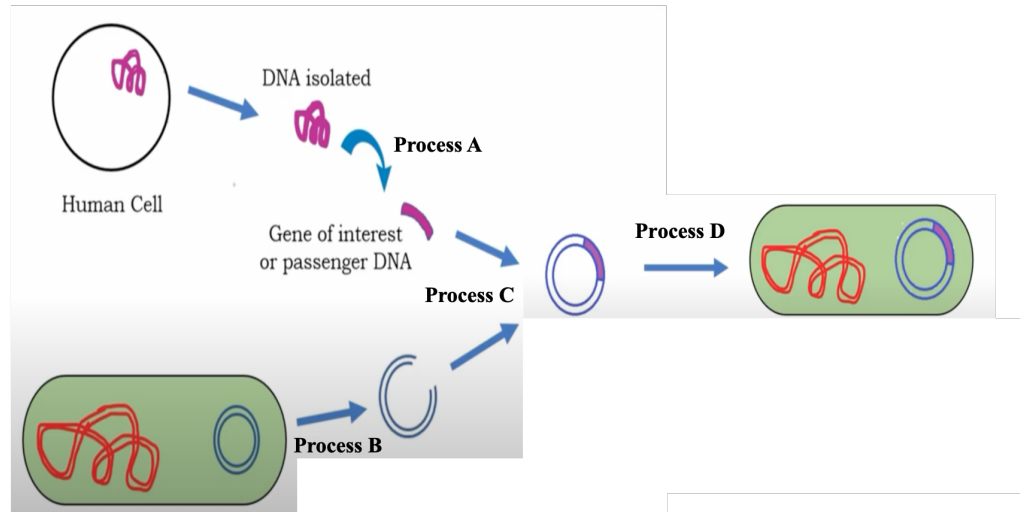 DNA isolated
Process A
Human Cell
Gene of interest
or passenger DNA
Process D
Process C
Process B